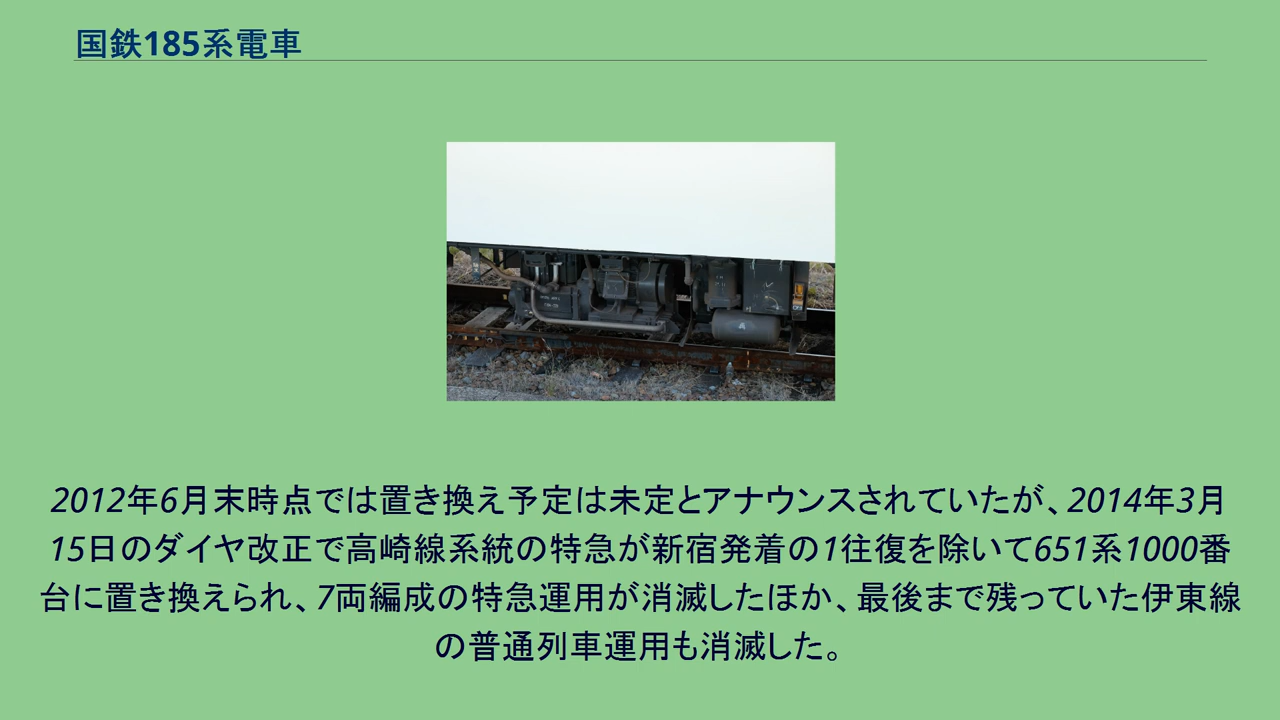 国鉄185系電車
2012年6月末時点では置き換え予定は未定とアナウンスされていたが、2014年3月
15日のダイヤ改正で高崎線系統の特急が新宿発着の1往復を除いて651系1000番
台に置き換えられ、7両編成の特急運用が消滅したほか、最後まで残っていた伊東線
の普通列車運用も消滅した。